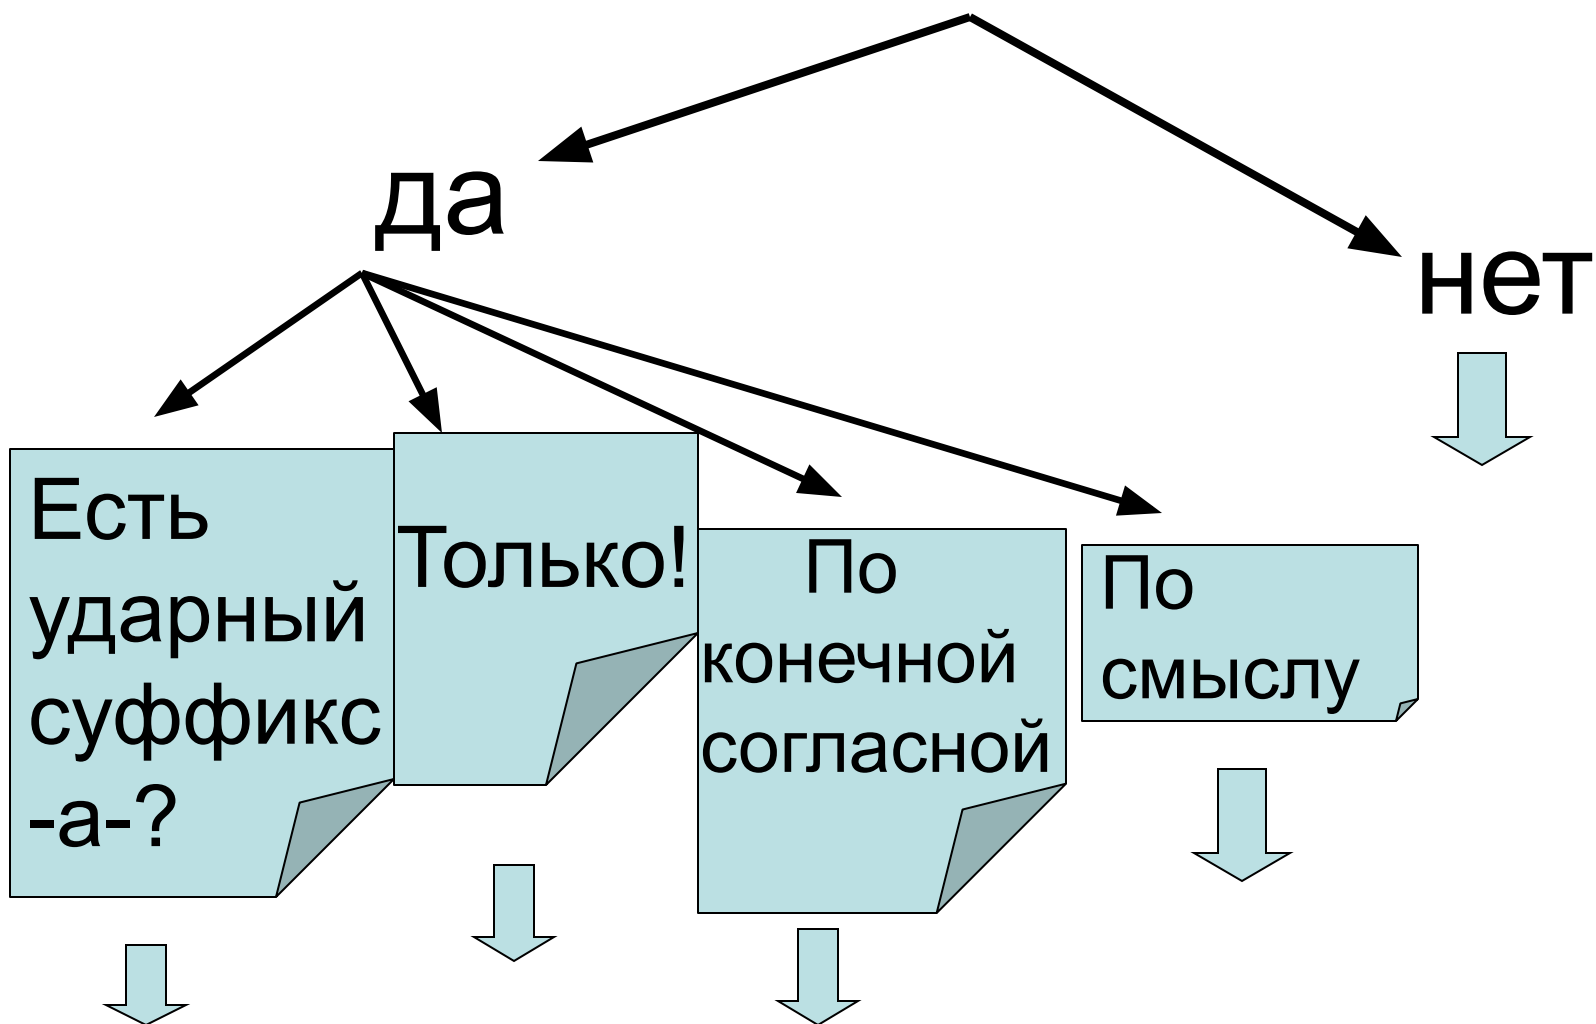 да
нет
Есть
ударный
суффикс
-а-?
Только!
По
конечной
согласной
По
смыслу